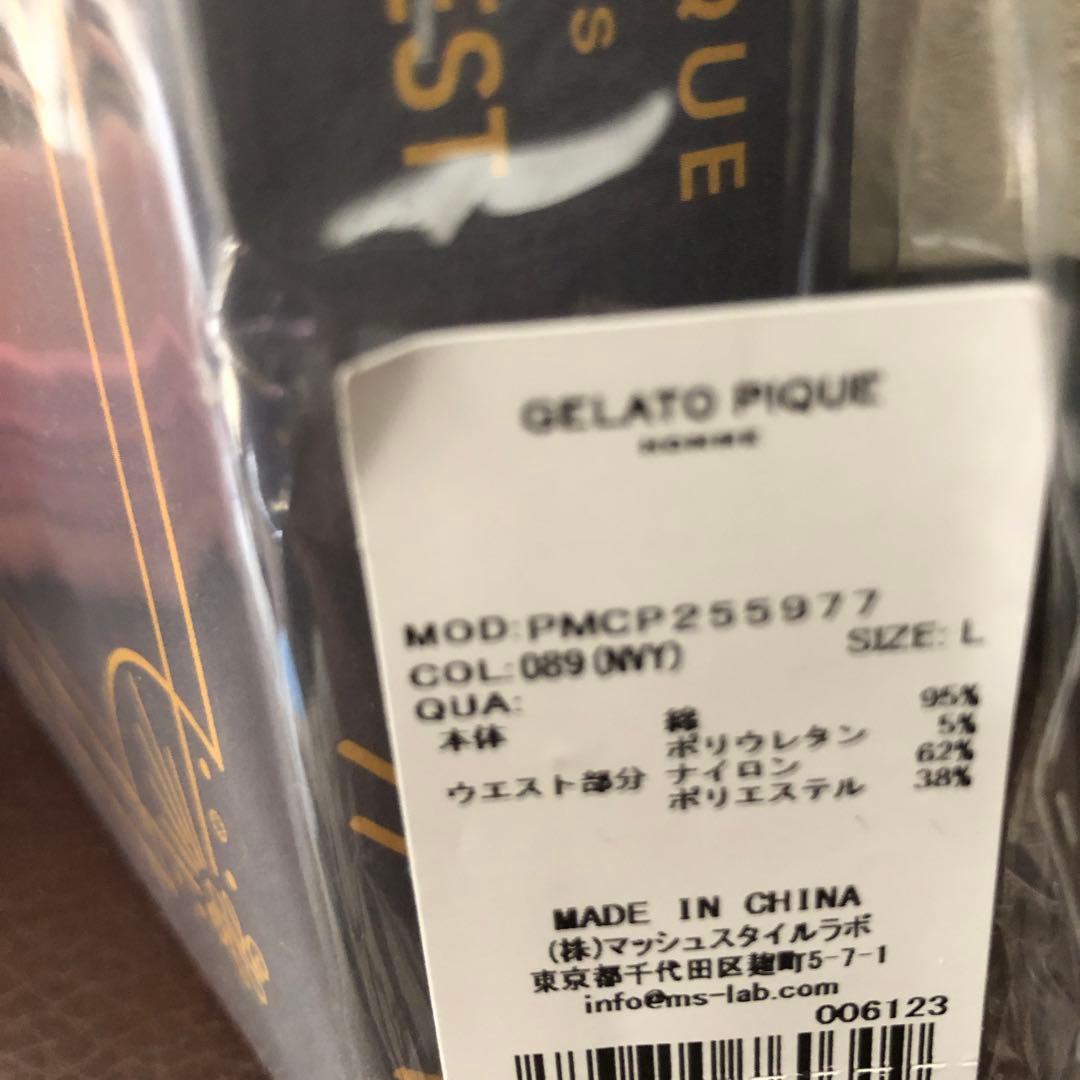 EST
S
QUE
GELATO PIQUE
HOMME
MOD:PMCP255977
COL:089(NVY) SIZE: L
QUA:
本体 綿 95%
ポリウレタン 5%
ウエスト部分 ナイロン 62%
ポリエステル 38%
MADE IN CHINA
(株)マッシュスタイルラボ
東京都千代田区麹町5-7-1
info@ms-lab.com
006123